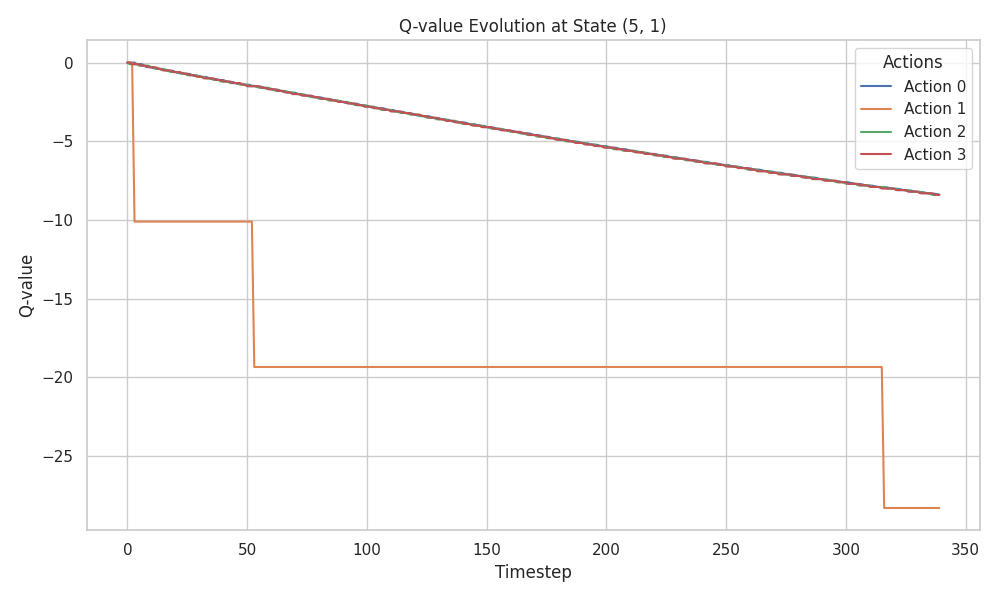 Q-value Evolution at State (5, 1)
Actions
Action 0
Action 1
Action 2
Action 3
Q-value
0
−5
−10
−15
−20
−25
0 50 100 150 200 250 300 350
Timestep